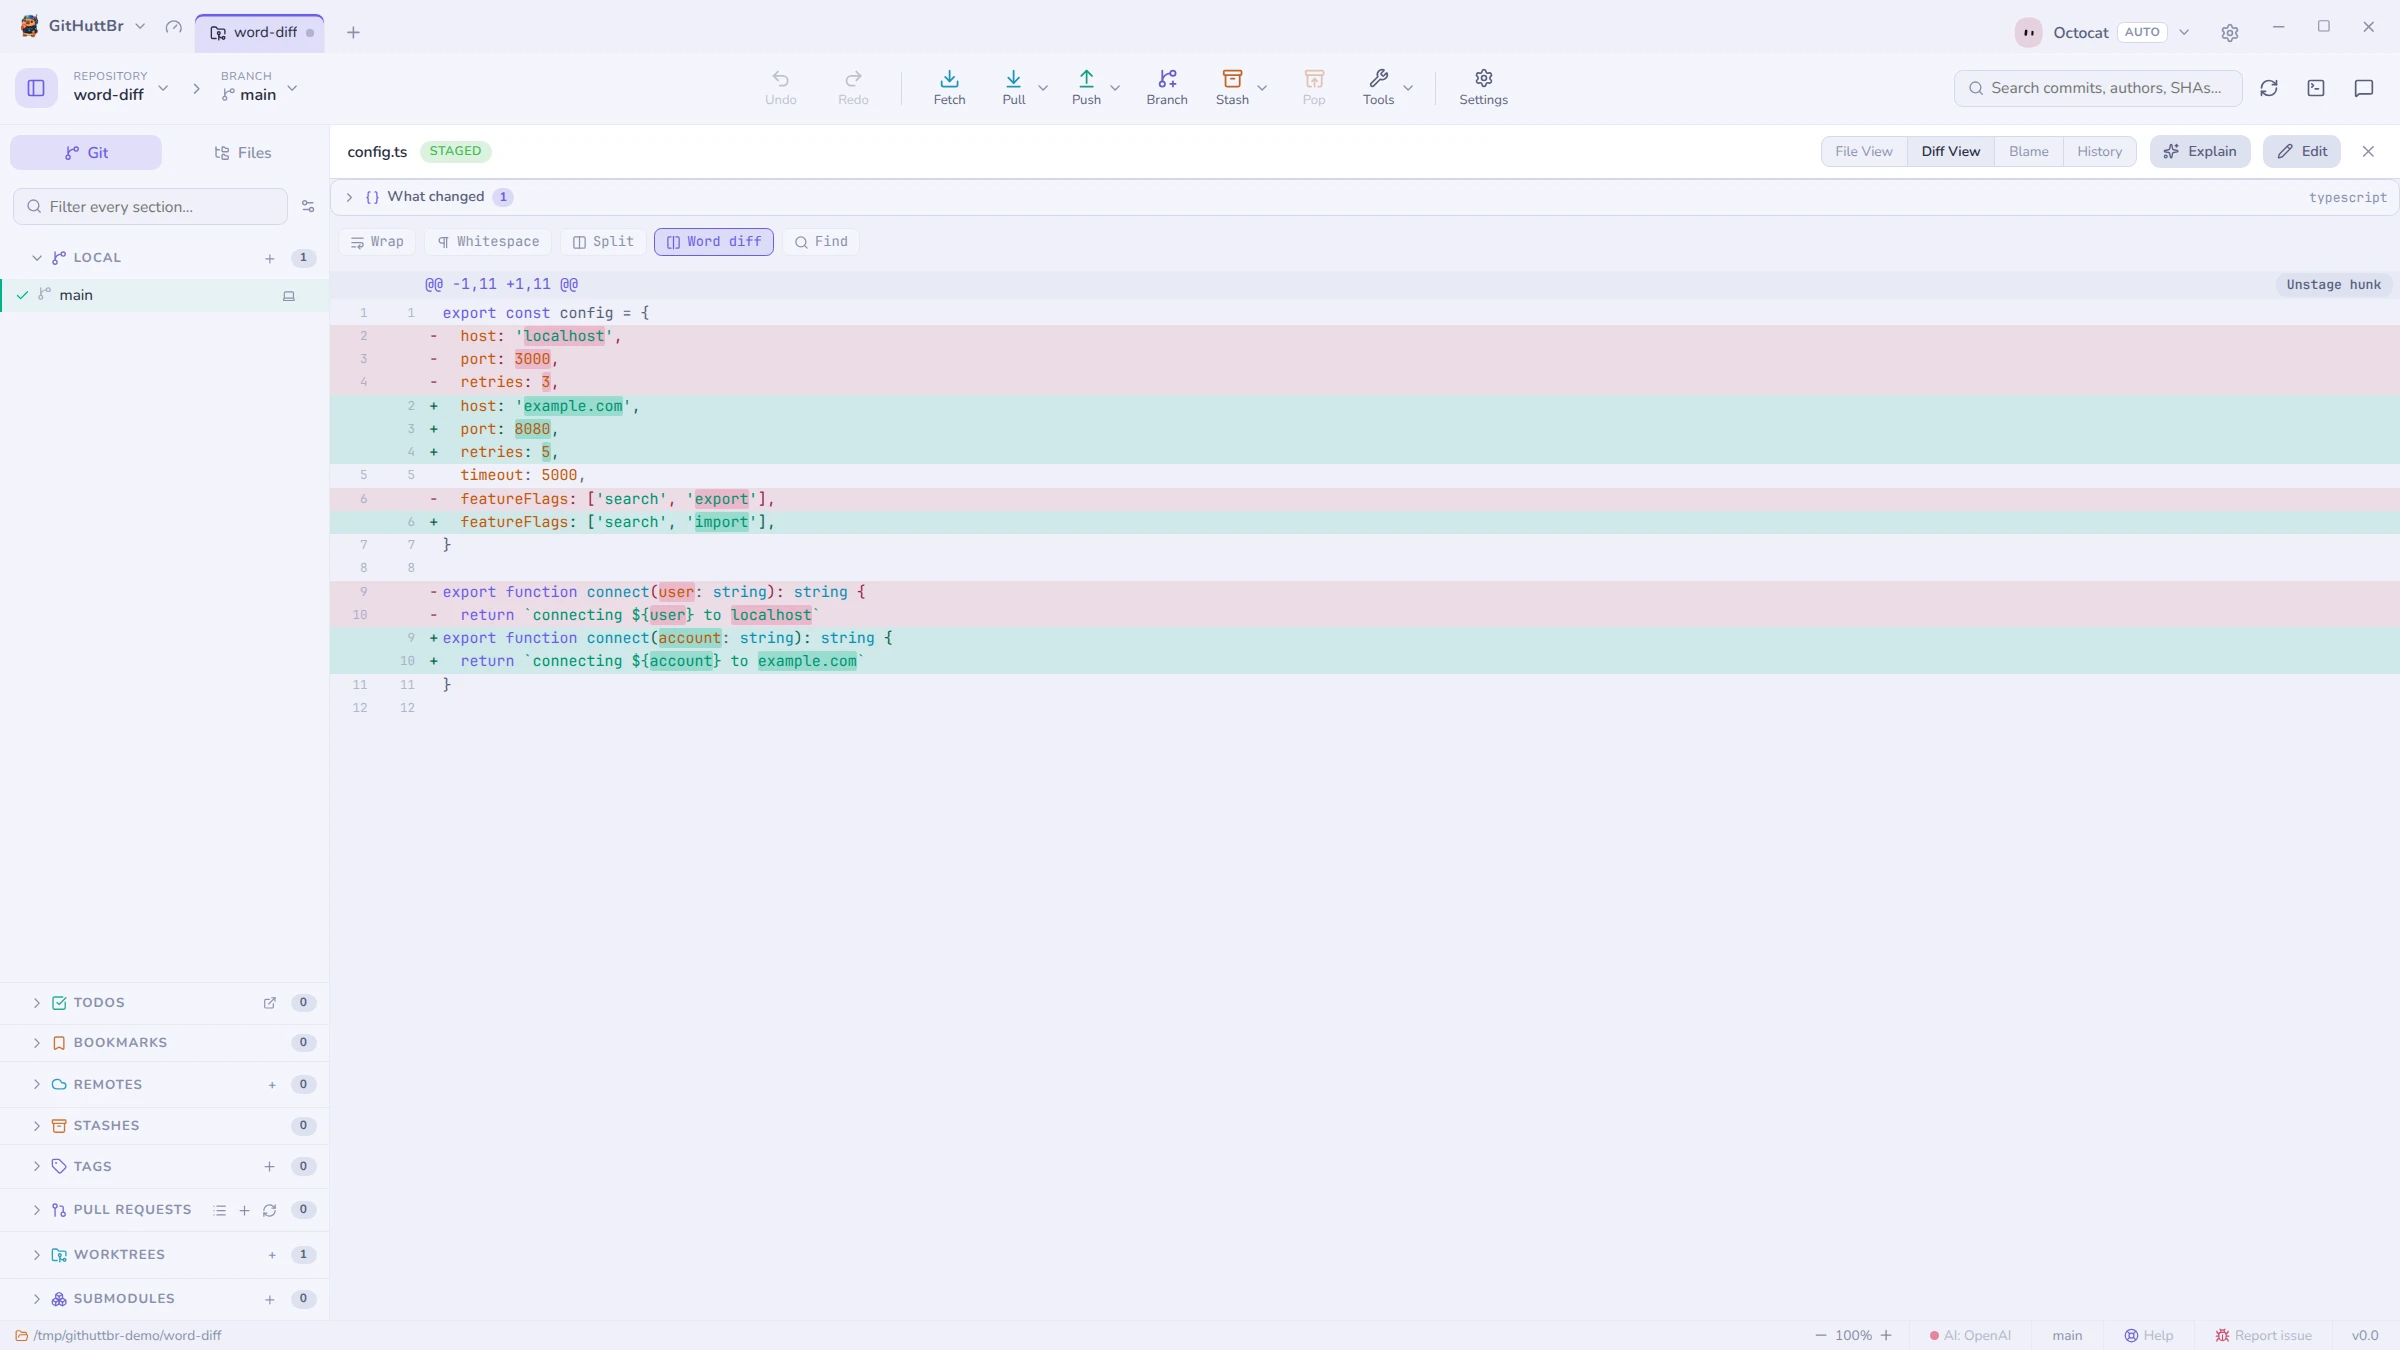 GitHuttBr
word-diff
Octocat AUTO
REPOSITORY
word-diff
BRANCH
main
Undo
Redo
Fetch
Pull
Push
Branch
Stash
Pop
Tools
Settings
Search commits, authors, SHAs...
Git
Files
config.ts STAGED
File View
Diff View
Blame
History
Explain
Edit
Filter every section...
{} What changed 1
typescript
Wrap
Whitespace
Split
Word diff
Find
LOCAL 1
main
@@ -1,11 +1,11 @@
Unstage hunk
1 1 export const config = {
2 - host: 'localhost',
3 - port: 3000,
4 - retries: 3,
2 + host: 'example.com',
3 + port: 8080,
4 + retries: 5,
5 5 timeout: 5000,
6 - featureFlags: ['search', 'export'],
6 + featureFlags: ['search', 'import'],
7 7 }
8 8
9 - export function connect(user: string): string {
10 - return `connecting ${user} to localhost`
9 + export function connect(account: string): string {
10 + return `connecting ${account} to example.com`
11 11 }
12 12
TODOS 0
BOOKMARKS 0
REMOTES 0
STASHES 0
TAGS 0
PULL REQUESTS 0
WORKTREES 1
SUBMODULES 0
/tmp/githuttbr-demo/word-diff
100%
AI: OpenAI
main
Help
Report issue
v0.0